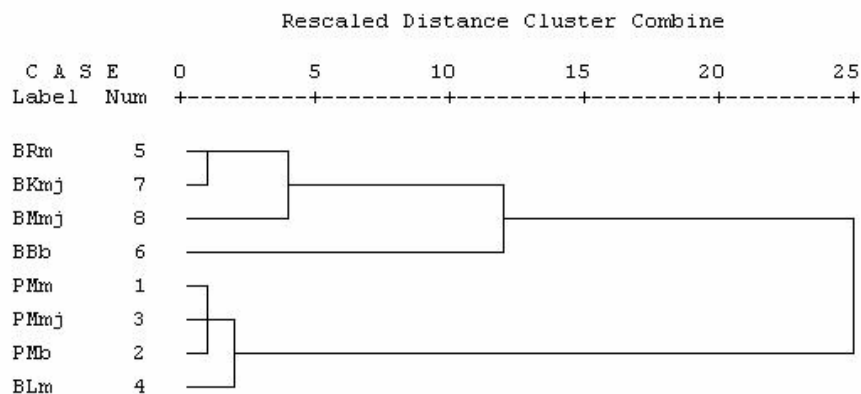 Rescaled Distance Cluster Combine
C A S E 0 5 10 15 20 25
Label Num +---------+---------+---------+---------+---------+
BRm 5
BKmj 7
BMmj 8
BBb 6
PMm 1
PMmj 3
PMb 2
BLm 4